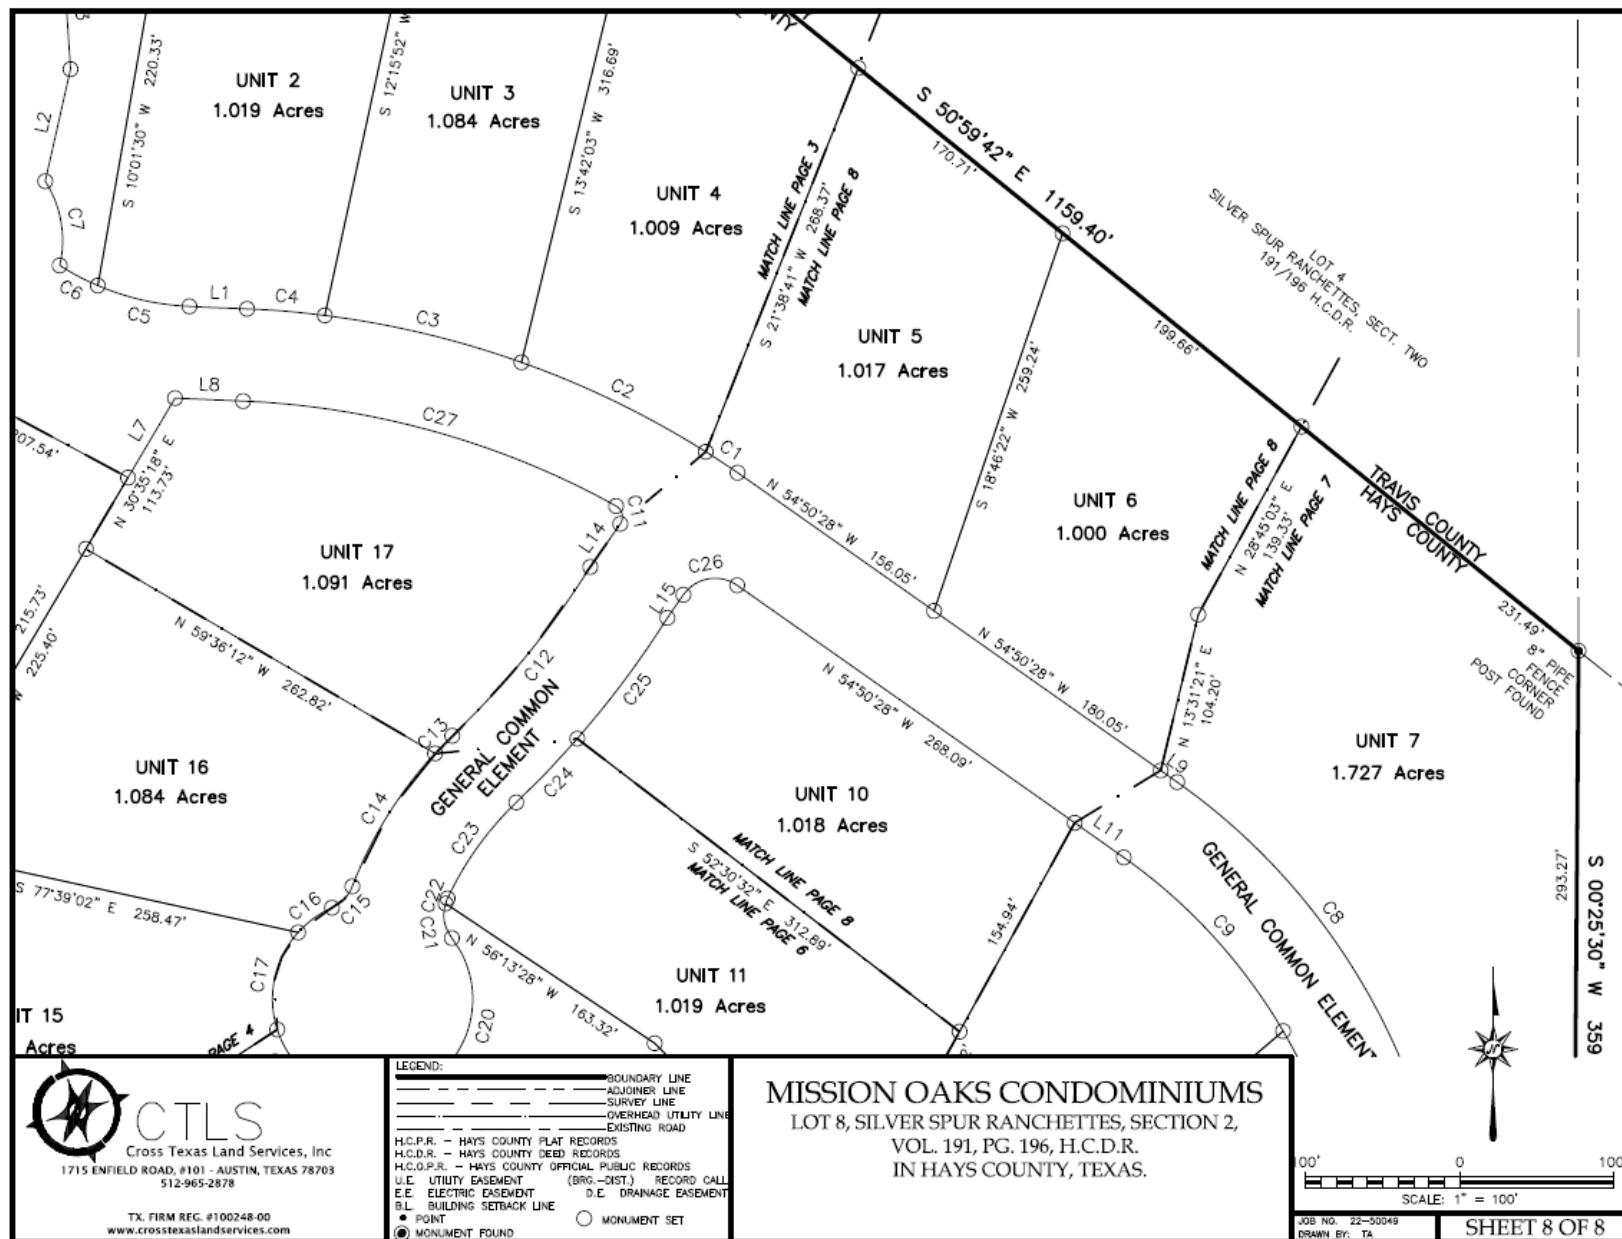 UNIT 2
1.019 Acres
UNIT 3
1.084 Acres
UNIT 4
1.009 Acres
UNIT 5
1.017 Acres
UNIT 6
1.000 Acres
UNIT 7
1.727 Acres
UNIT 17
1.091 Acres
UNIT 16
1.084 Acres
UNIT 10
1.018 Acres
UNIT 11
1.019 Acres
IT 15
Acres
L2
C7
C6
C5
L1
C4
C3
C2
C1
S 10°01'30" W 220.33'
S 12°15'52" W
S 13°42'03" W 316.69'
MATCH LINE PAGE 3
S 21°38'41" W 268.37'
MATCH LINE PAGE 8
S 50°59'42" E 1159.40'
170.71'
199.66'
231.49'
SILVER SPUR RANCHETTES, SECT. TWO
LOT 4
191/196 H.C.D.R.
S 18°46'22" W 259.24'
TRAVIS COUNTY
HAYS COUNTY
MATCH LINE PAGE 8
N 28°45'03" E
139.33'
MATCH LINE PAGE 7
8" PIPE
FENCE
CORNER
POST FOUND
N 13°31'21" E
104.20'
L9
L8
C27
L7
N 30°35'18" E
113.73'
207.54'
C11
L14
N 54°50'28" W 156.05'
N 54°50'28" W 180.05'
C26
L15
C12
C25
N 54°50'28" W 268.09'
215.73'
W 225.40'
N 59°36'12" W 262.82'
C13
GENERAL COMMON
ELEMENT
C24
C14
C23
C22
C21
C20
C15
C16
C17
S 77°39'02" E 258.47'
PAGE 4
MATCH LINE PAGE 8
S 52°30'32" E 312.89'
MATCH LINE PAGE 6
N 56°13'28" W 163.32'
154.94'
L11
C9
C8
GENERAL COMMON ELEMENT
293.27'
S 00°25'30" W 359
N
CTLS
Cross Texas Land Services, Inc
1715 ENFIELD ROAD, #101 - AUSTIN, TEXAS 78703
512-965-2878
TX. FIRM REG. #100248-00
www.crosstexaslandservices.com
LEGEND:
BOUNDARY LINE
ADJOINER LINE
SURVEY LINE
OVERHEAD UTILITY LINE
EXISTING ROAD
H.C.P.R. – HAYS COUNTY PLAT RECORDS
H.C.D.R. – HAYS COUNTY DEED RECORDS
H.C.O.P.R. – HAYS COUNTY OFFICIAL PUBLIC RECORDS
U.E. UTILITY EASEMENT (BRG.–DIST.) RECORD CALL
E.E. ELECTRIC EASEMENT D.E. DRAINAGE EASEMENT
B.L. BUILDING SETBACK LINE
POINT MONUMENT SET
MONUMENT FOUND
MISSION OAKS CONDOMINIUMS
LOT 8, SILVER SPUR RANCHETTES, SECTION 2,
VOL. 191, PG. 196, H.C.D.R.
IN HAYS COUNTY, TEXAS.
100' 0 100
SCALE: 1" = 100'
JOB NO. 22–50049
DRAWN BY: TA
SHEET 8 OF 8